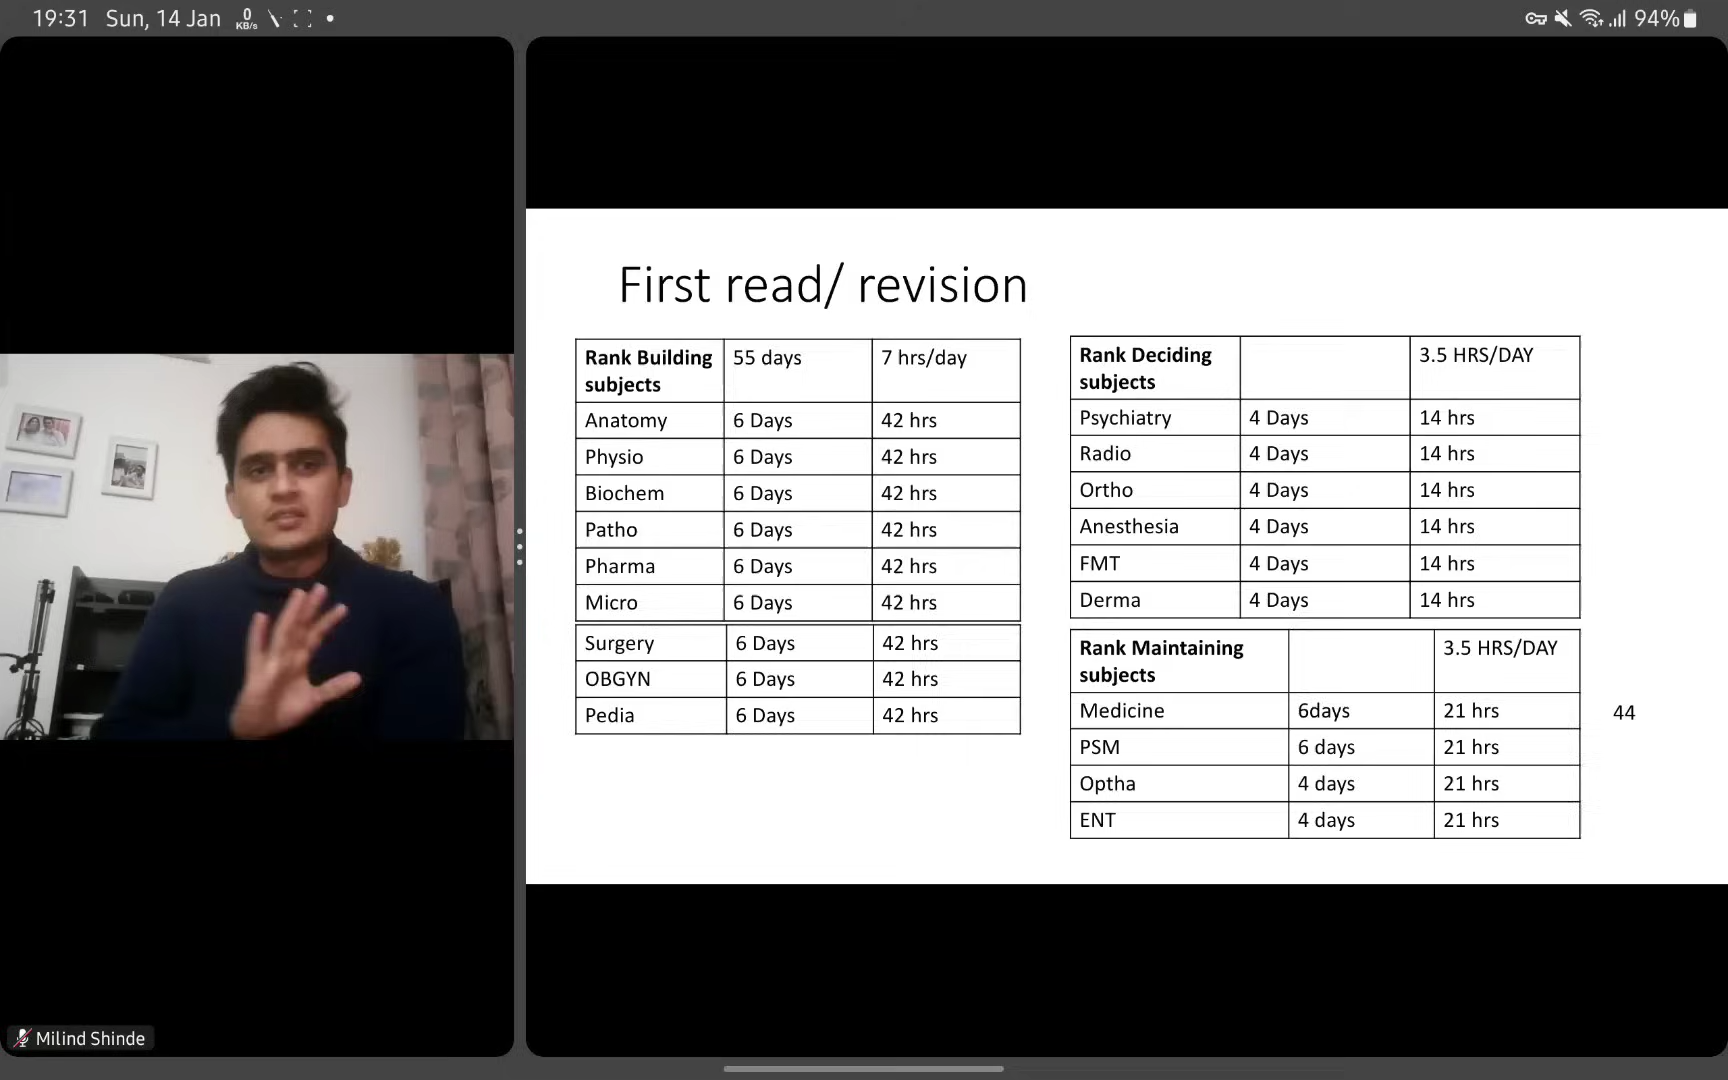 19:31 Sun, 14 Jan 0 KB/s 94%
First read/ revision
Rank Building subjects 55 days 7 hrs/day
Anatomy 6 Days 42 hrs
Physio 6 Days 42 hrs
Biochem 6 Days 42 hrs
Patho 6 Days 42 hrs
Pharma 6 Days 42 hrs
Micro 6 Days 42 hrs
Surgery 6 Days 42 hrs
OBGYN 6 Days 42 hrs
Pedia 6 Days 42 hrs
Rank Deciding subjects 3.5 HRS/DAY
Psychiatry 4 Days 14 hrs
Radio 4 Days 14 hrs
Ortho 4 Days 14 hrs
Anesthesia 4 Days 14 hrs
FMT 4 Days 14 hrs
Derma 4 Days 14 hrs
Rank Maintaining subjects 3.5 HRS/DAY
Medicine 6days 21 hrs
PSM 6 days 21 hrs
Optha 4 days 21 hrs
ENT 4 days 21 hrs
44
Milind Shinde